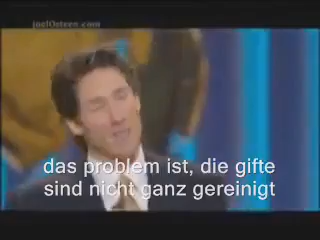 joelOsteen.com
das problem ist, die gifte
sind nicht ganz gereinigt